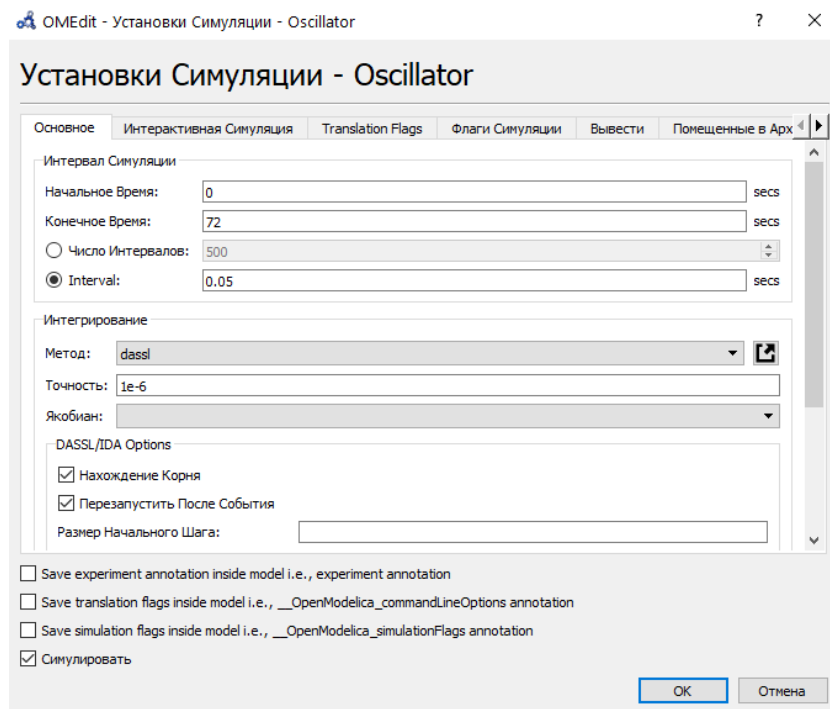 OMEdit - Установки Симуляции - Oscillator ?
Установки Симуляции - Oscillator
Основное Интерактивная Симуляция Translation Flags Флаги Симуляции Вывести Помещенные в Арх
Интервал Симуляции
Начальное Время: 0 secs
Конечное Время: 72 secs
Число Интервалов: 500
Interval: 0.05 secs
Интегрирование
Метод: dassl
Точность: 1e-6
Якобиан:
DASSL/IDA Options
Нахождение Корня
Перезапустить После События
Размер Начального Шага:
Save experiment annotation inside model i.e., experiment annotation
Save translation flags inside model i.e., __OpenModelica_commandLineOptions annotation
Save simulation flags inside model i.e., __OpenModelica_simulationFlags annotation
Симулировать
OK Отмена